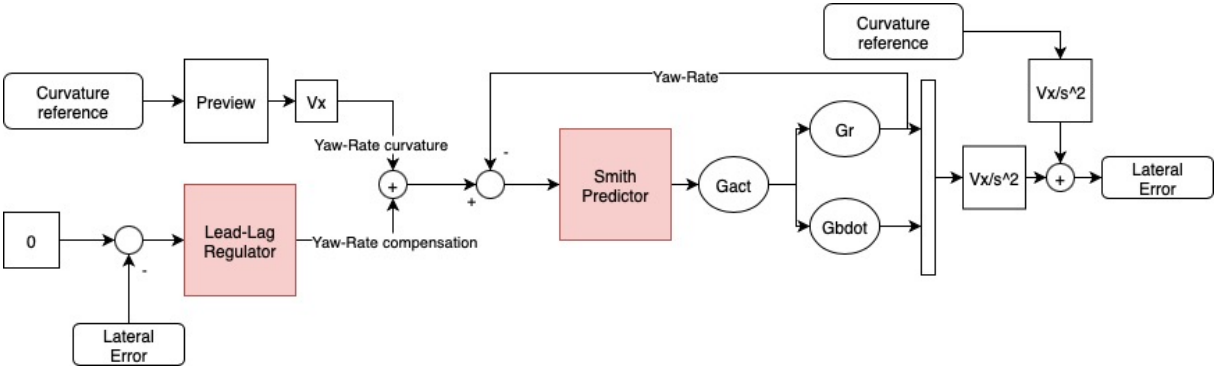 Curvature
reference
Preview
Vx
Yaw-Rate
Curvature
reference
Vx/s^2
Yaw-Rate curvature
Gr
-
+
+
Smith
Predictor
Gact
Vx/s^2
+
Lateral
Error
0
Lead-Lag
Regulator
Yaw-Rate compensation
Gbdot
-
Lateral
Error